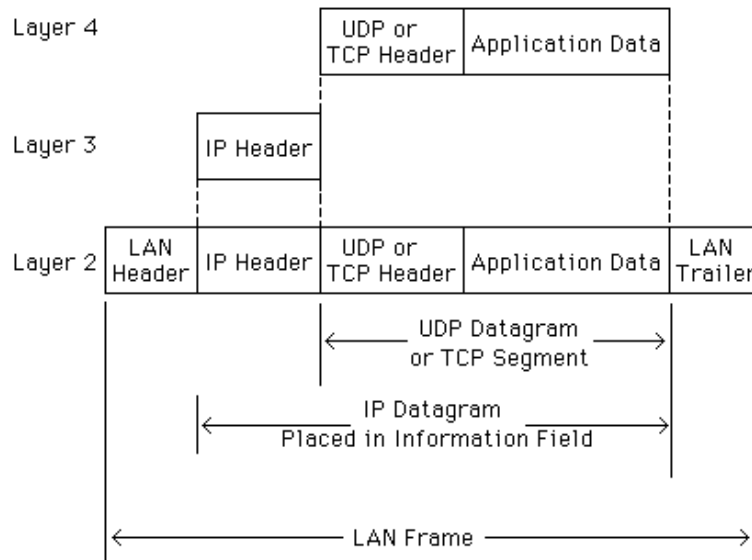 Layer 4
UDP or
TCP Header
Application Data
Layer 3
IP Header
Layer 2
LAN
Header
IP Header
UDP or
TCP Header
Application Data
LAN
Trailer
UDP Datagram
or TCP Segment
IP Datagram
Placed in Information Field
LAN Frame